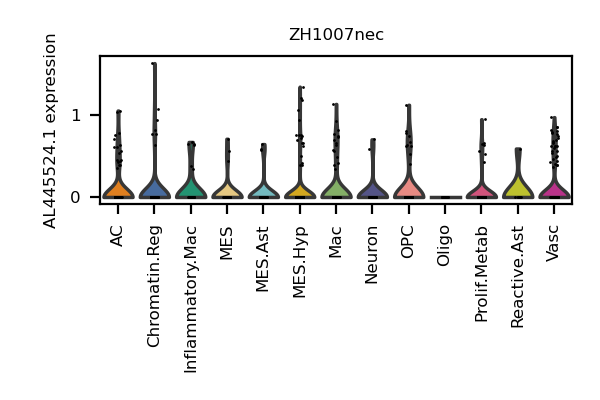 ZH1007nec
AL445524.1 expression
1
0
AC
Chromatin.Reg
Inflammatory.Mac
MES
MES.Ast
MES.Hyp
Mac
Neuron
OPC
Oligo
Prolif.Metab
Reactive.Ast
Vasc